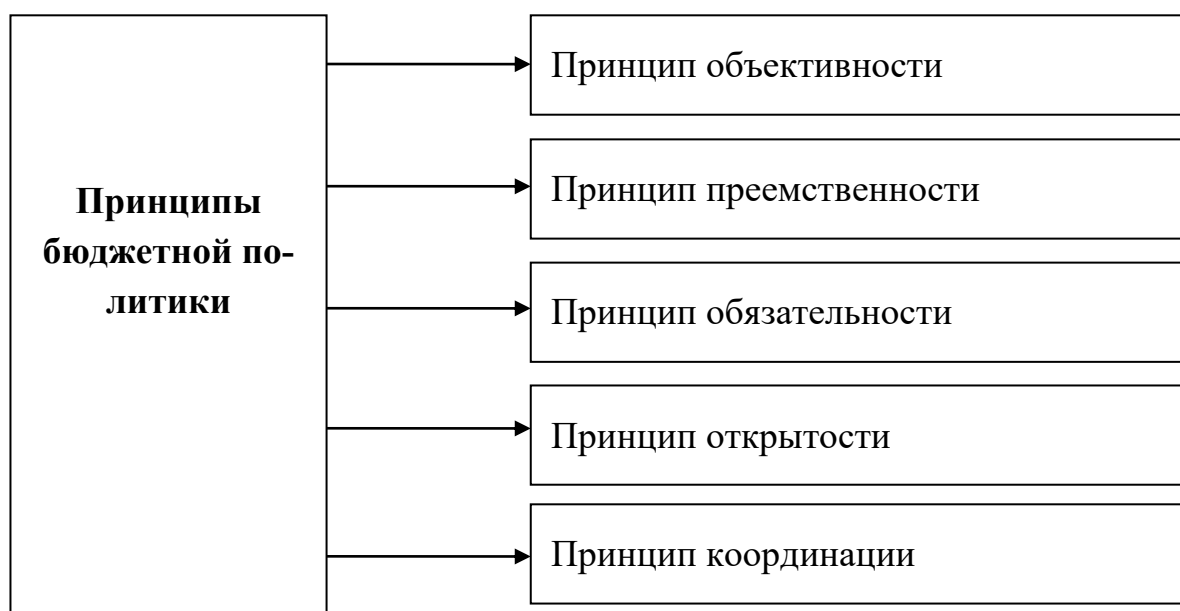 Принципы
бюджетной по-
литики
Принцип объективности
Принцип преемственности
Принцип обязательности
Принцип открытости
Принцип координации